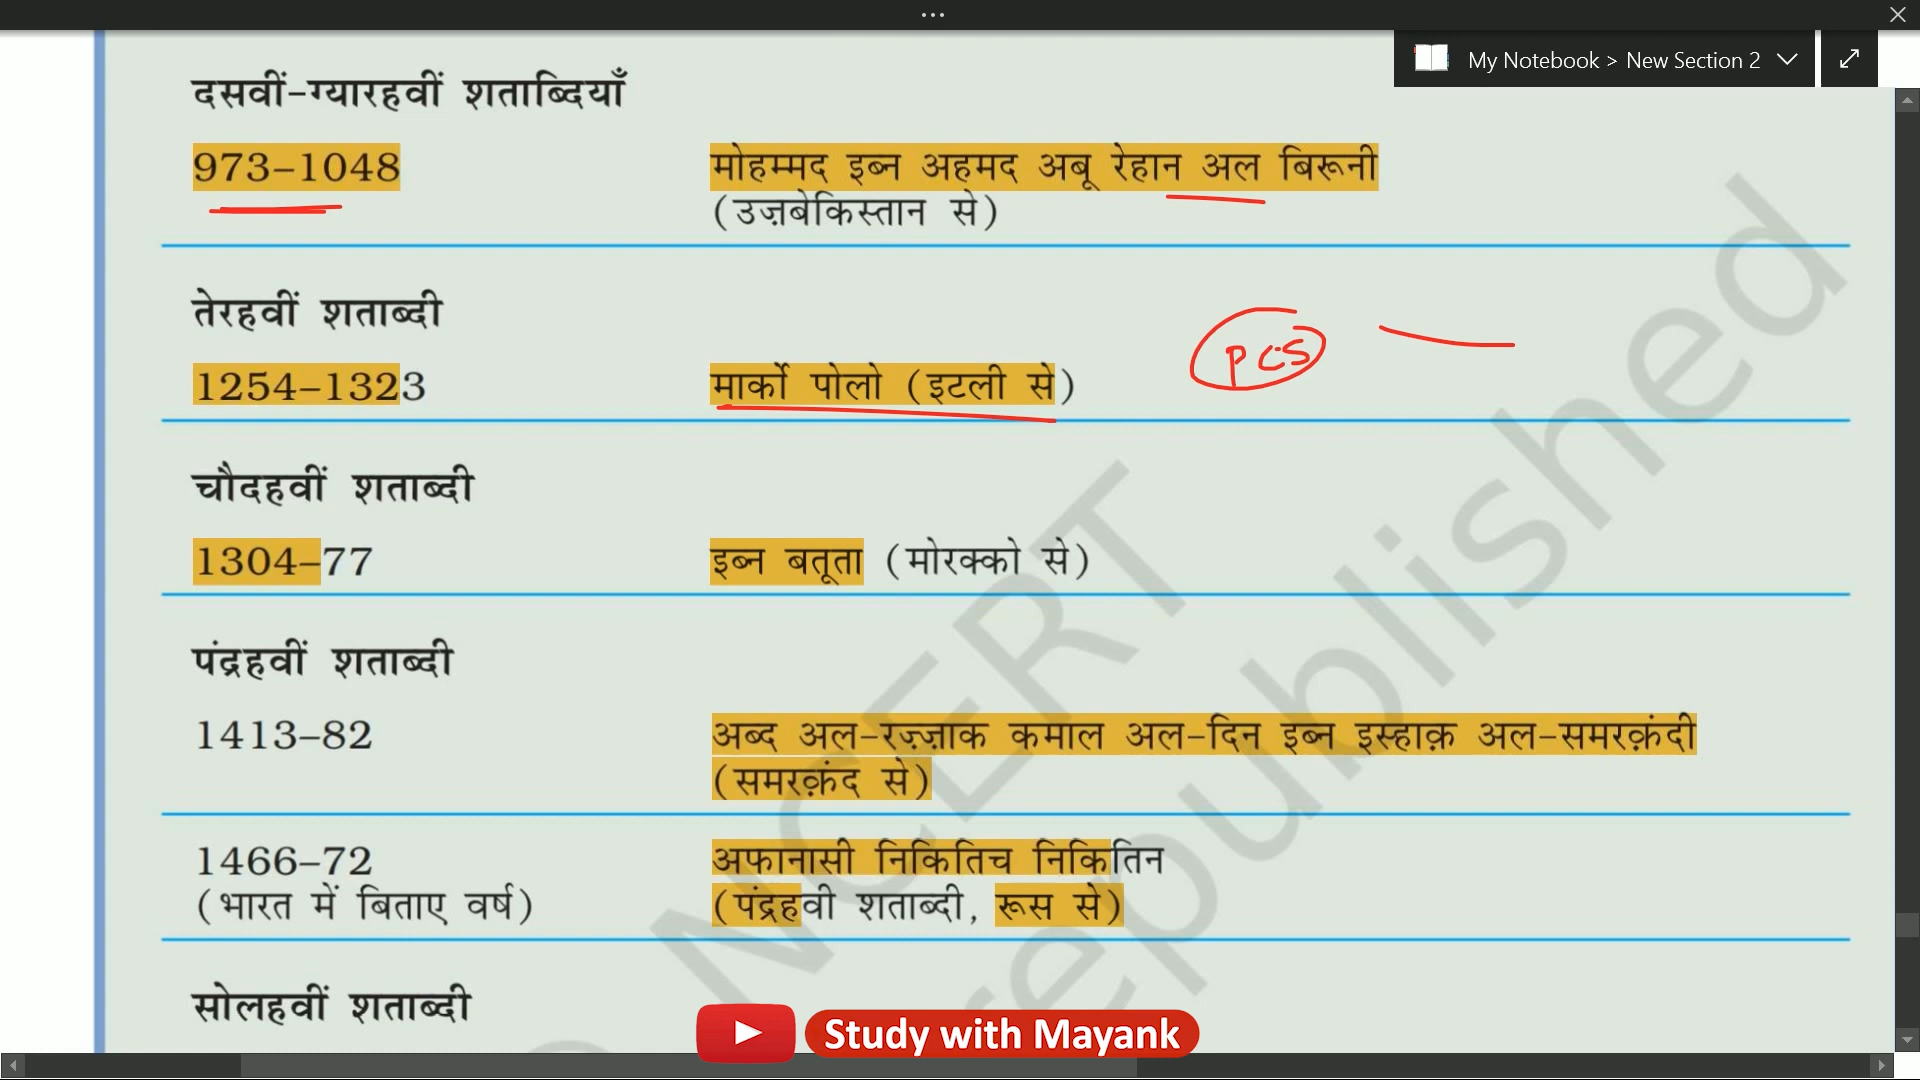 ...
My Notebook > New Section 2
दसवीं-ग्यारहवीं शताब्दियाँ
973–1048 मोहम्मद इब्न अहमद अबू रेहान अल बिरूनी
(उज़बेकिस्तान से)
तेरहवीं शताब्दी
PCS
1254–1323 मार्को पोलो (इटली से)
चौदहवीं शताब्दी
1304–77 इब्न बतूता (मोरक्को से)
पंद्रहवीं शताब्दी
1413–82 अब्द अल-रज़्ज़ाक कमाल अल-दिन इब्न इस्हाक़ अल-समरक़ंदी
(समरक़ंद से)
1466–72 अफानासी निकितिच निकितिन
(भारत में बिताए वर्ष) (पंद्रहवी शताब्दी, रूस से)
सोलहवीं शताब्दी
NCERT
republished
Study with Mayank